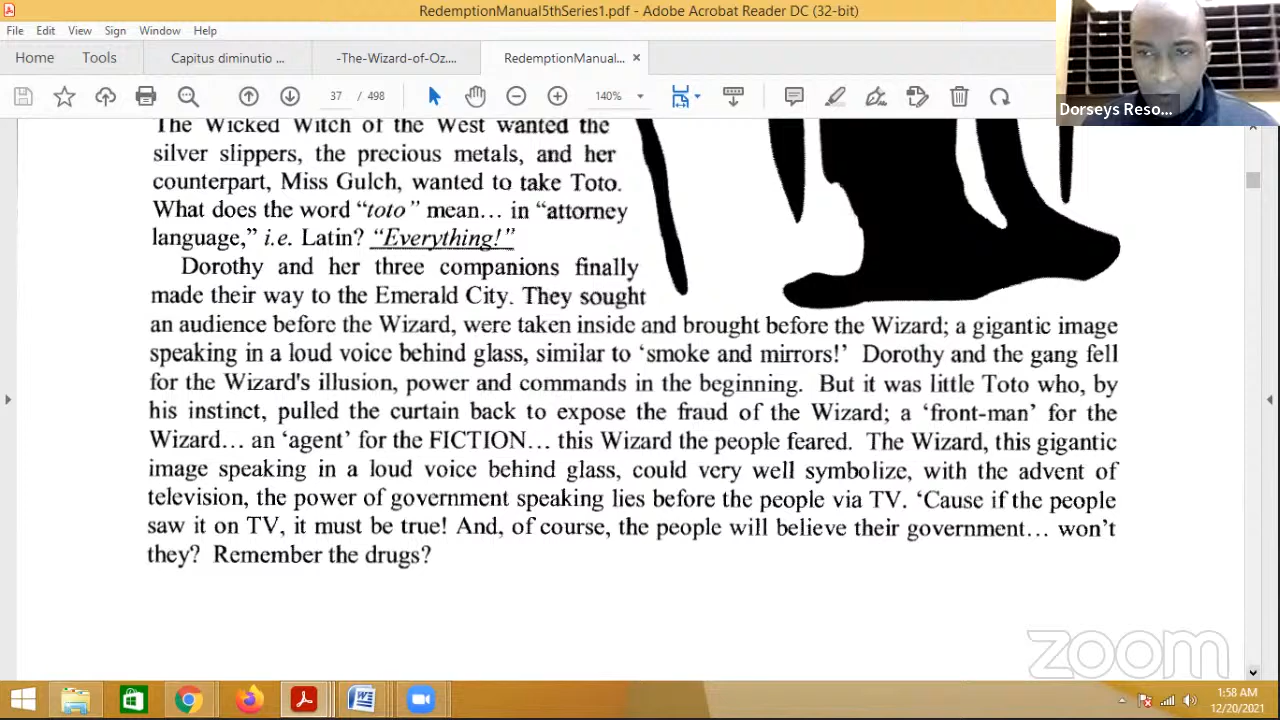 RedemptionManual5thSeries1.pdf - Adobe Acrobat Reader DC (32-bit)
File Edit View Sign Window Help
Home Tools Capitus diminutio ... -The-Wizard-of-Oz.... RedemptionManual... ×
37 / 498 140%
Dorseys Reso...
The Wicked Witch of the West wanted the
silver slippers, the precious metals, and her
counterpart, Miss Gulch, wanted to take Toto.
What does the word “toto” mean… in “attorney
language,” i.e. Latin? “Everything!”
Dorothy and her three companions finally
made their way to the Emerald City. They sought
an audience before the Wizard, were taken inside and brought before the Wizard; a gigantic image
speaking in a loud voice behind glass, similar to ‘smoke and mirrors!’ Dorothy and the gang fell
for the Wizard's illusion, power and commands in the beginning. But it was little Toto who, by
his instinct, pulled the curtain back to expose the fraud of the Wizard; a ‘front-man’ for the
Wizard… an ‘agent’ for the FICTION… this Wizard the people feared. The Wizard, this gigantic
image speaking in a loud voice behind glass, could very well symbolize, with the advent of
television, the power of government speaking lies before the people via TV. ‘Cause if the people
saw it on TV, it must be true! And, of course, the people will believe their government… won’t
they? Remember the drugs?
zoom
1:58 AM
12/20/2021